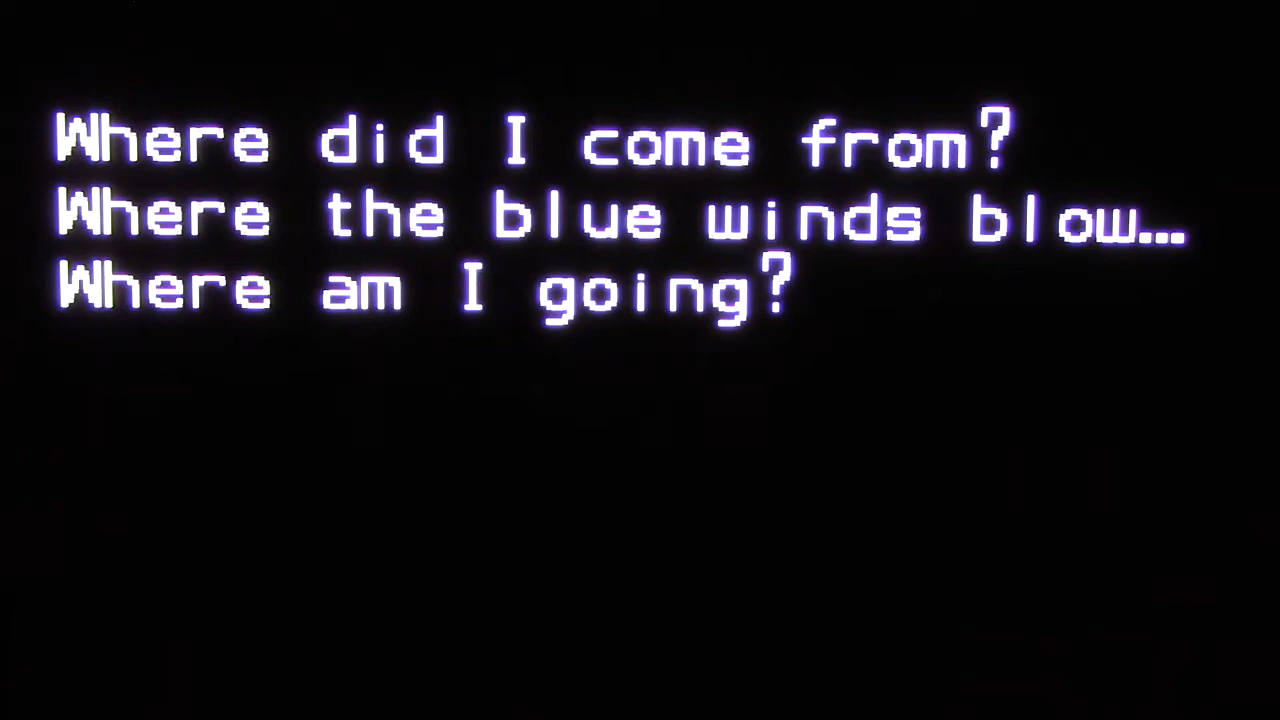 Where did I come from?
Where the blue winds blow...
Where am I going?